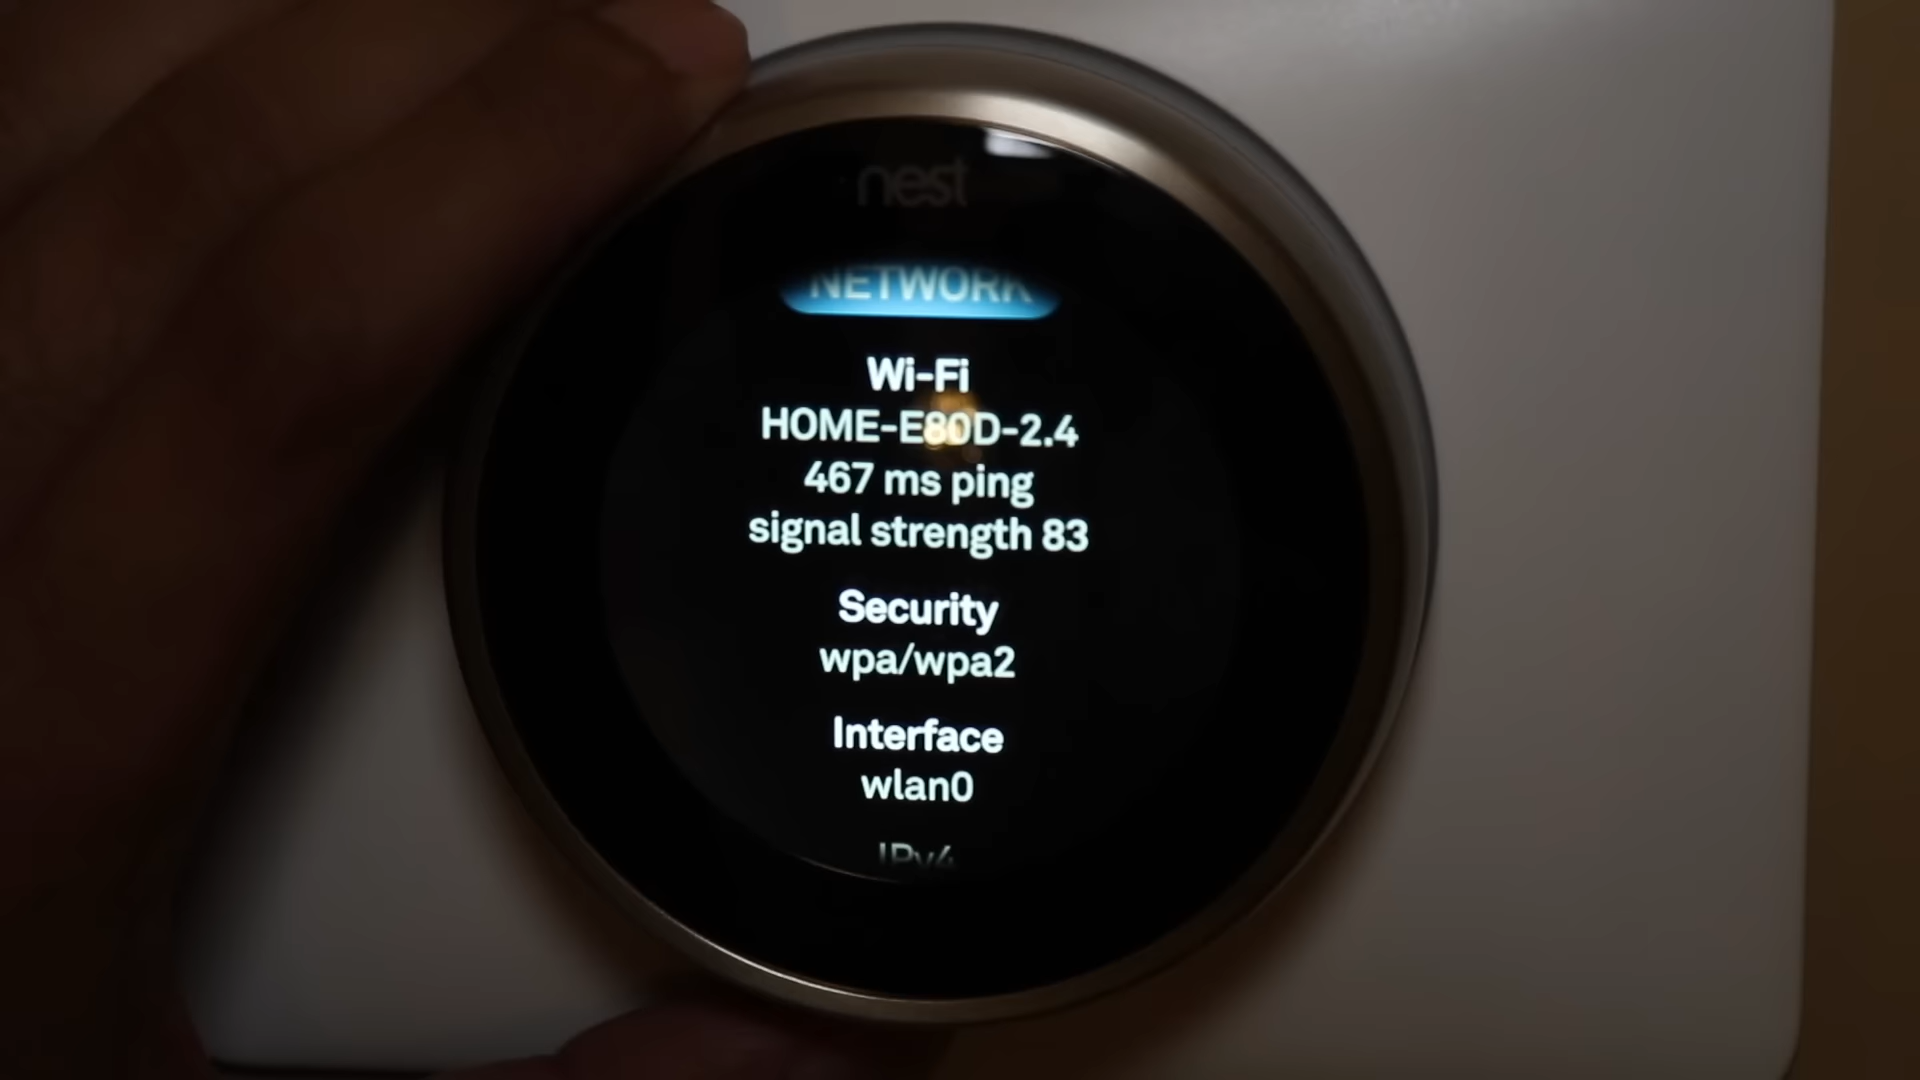 nest
NETWORK
Wi-Fi
HOME-E80D-2.4
467 ms ping
signal strength 83
Security
wpa/wpa2
Interface
wlan0
IPv4